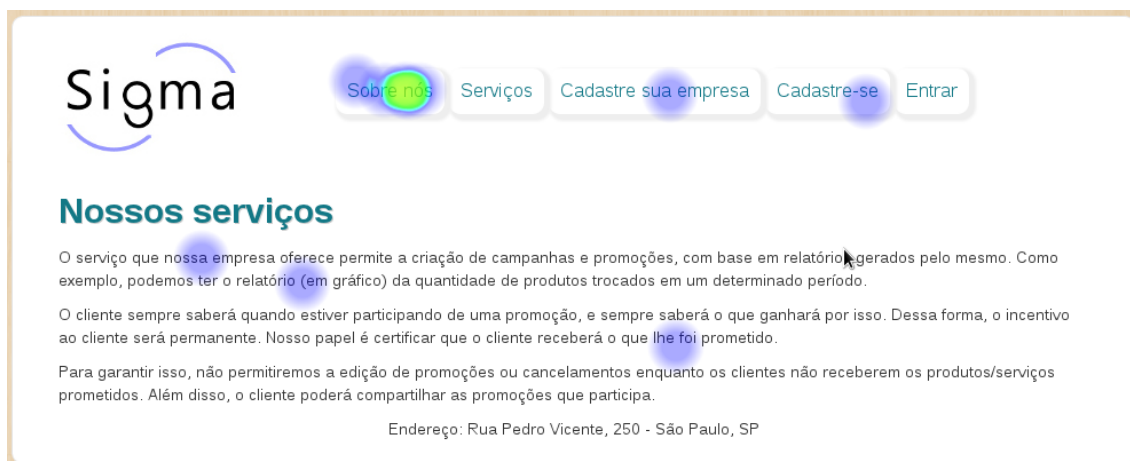 Sigma
Sobre nós Serviços Cadastre sua empresa Cadastre-se Entrar
Nossos serviços
O serviço que nossa empresa oferece permite a criação de campanhas e promoções, com base em relatórios gerados pelo mesmo. Como
exemplo, podemos ter o relatório (em gráfico) da quantidade de produtos trocados em um determinado período.
O cliente sempre saberá quando estiver participando de uma promoção, e sempre saberá o que ganhará por isso. Dessa forma, o incentivo
ao cliente será permanente. Nosso papel é certificar que o cliente receberá o que lhe foi prometido.
Para garantir isso, não permitiremos a edição de promoções ou cancelamentos enquanto os clientes não receberem os produtos/serviços
prometidos. Além disso, o cliente poderá compartilhar as promoções que participa.
Endereço: Rua Pedro Vicente, 250 - São Paulo, SP